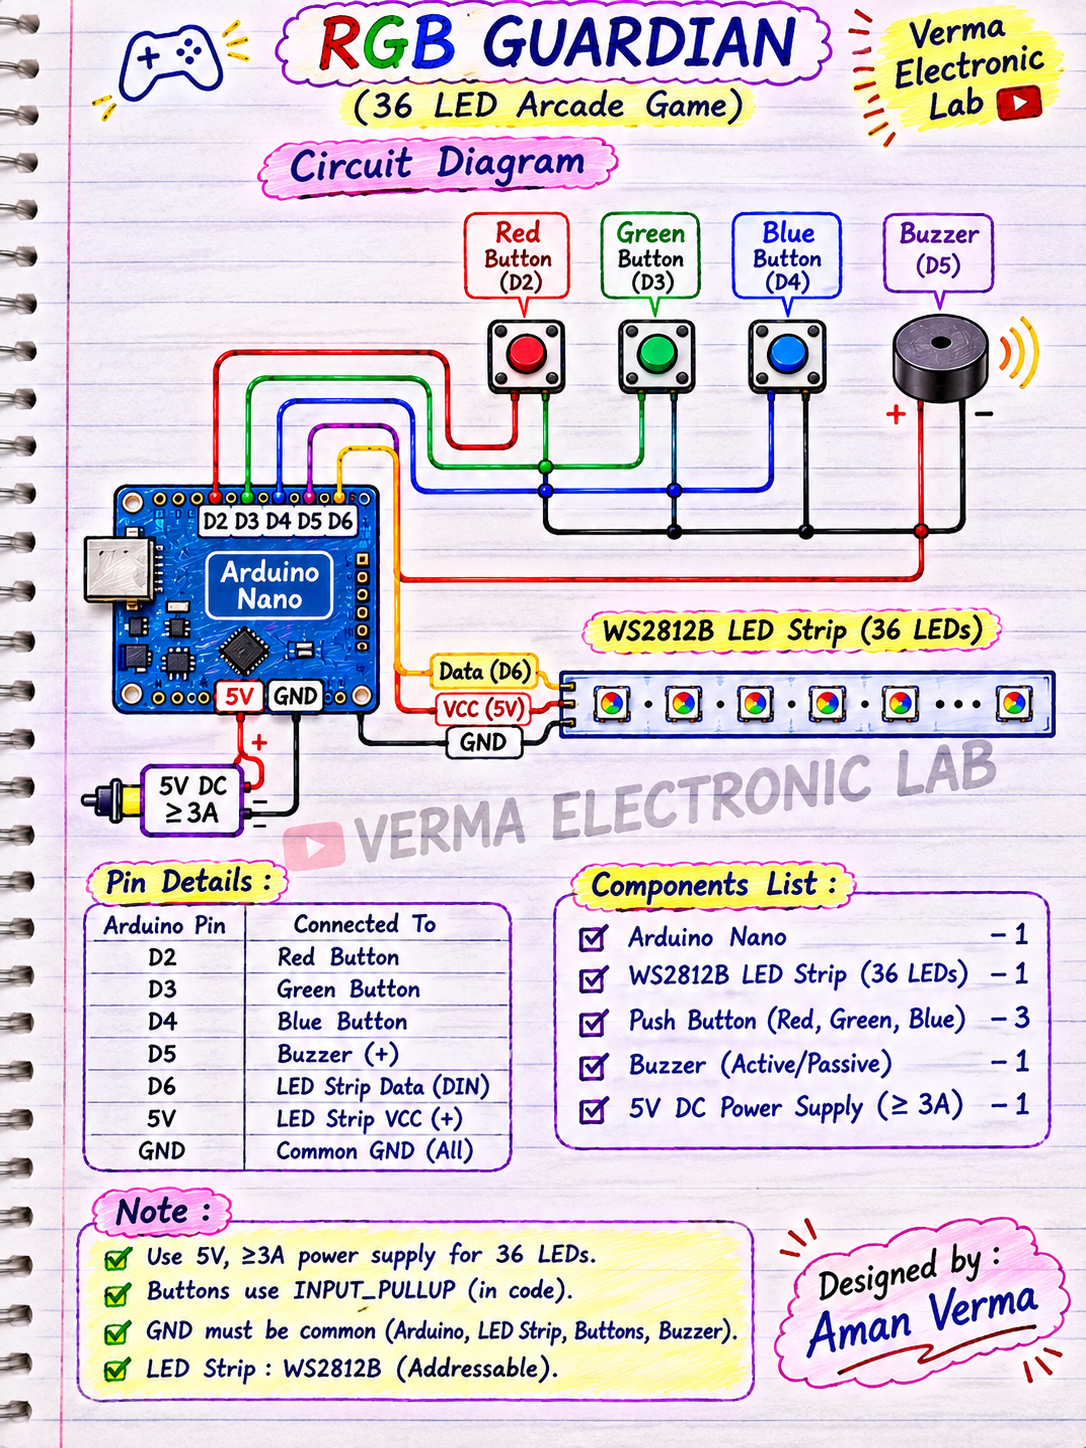 RGB GUARDIAN
(36 LED Arcade Game)
Verma
Electronic
Lab
Circuit Diagram
Red
Button
(D2)
Green
Button
(D3)
Blue
Button
(D4)
Buzzer
(D5)
+ −
D2 D3 D4 D5 D6
Arduino
Nano
5V GND
WS2812B LED Strip (36 LEDs)
Data (D6)
VCC (5V)
GND
+
5V DC
≥3A
−
−
VERMA ELECTRONIC LAB
Pin Details :
Arduino Pin Connected To
D2 Red Button
D3 Green Button
D4 Blue Button
D5 Buzzer (+)
D6 LED Strip Data (DIN)
5V LED Strip VCC (+)
GND Common GND (All)
Components List :
Arduino Nano – 1
WS2812B LED Strip (36 LEDs) – 1
Push Button (Red, Green, Blue) – 3
Buzzer (Active/Passive) – 1
5V DC Power Supply (≥ 3A) – 1
Note :
Use 5V, ≥3A power supply for 36 LEDs.
Buttons use INPUT_PULLUP (in code).
GND must be common (Arduino, LED Strip, Buttons, Buzzer).
LED Strip : WS2812B (Addressable).
Designed by :
Aman Verma